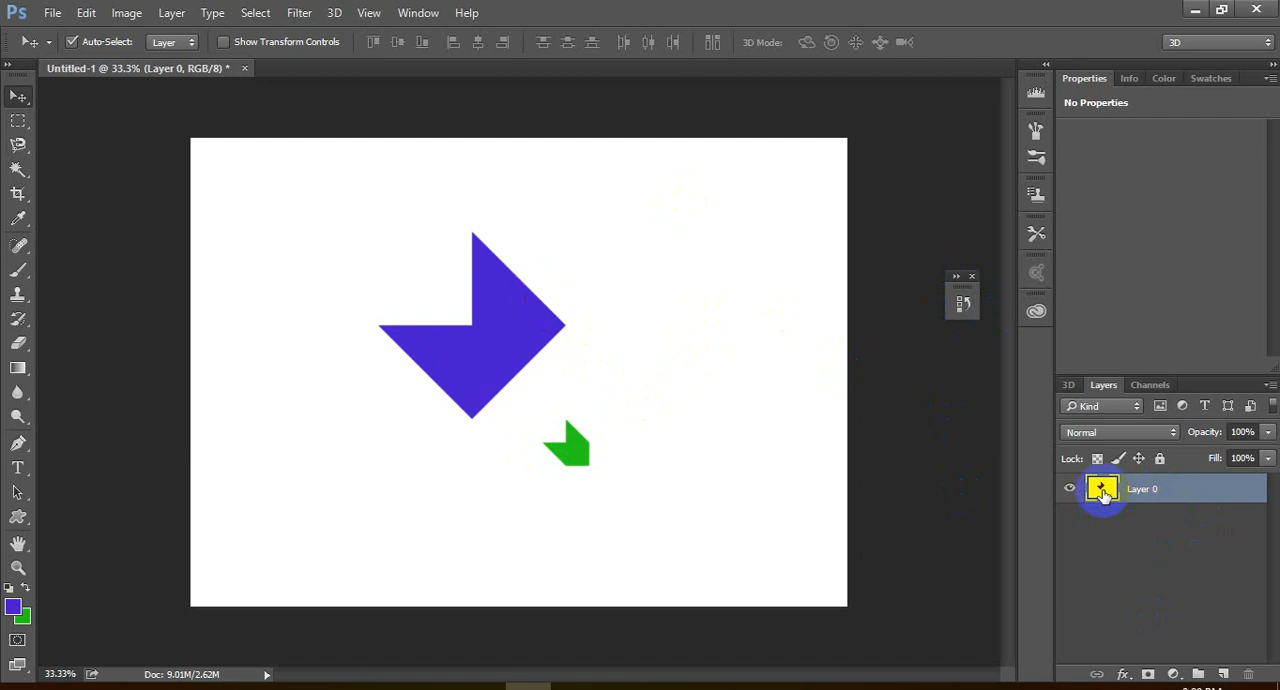 Ps File Edit Image Layer Type Select Filter 3D View Window Help
Auto-Select: Layer Show Transform Controls 3D Mode: 3D
Untitled-1 @ 33.3% (Layer 0, RGB/8) * ×
Properties Info Color Swatches
No Properties
3D Layers Channels
Kind
Normal Opacity: 100%
Lock: Fill: 100%
Layer 0
33.33% Doc: 9.01M/2.62M